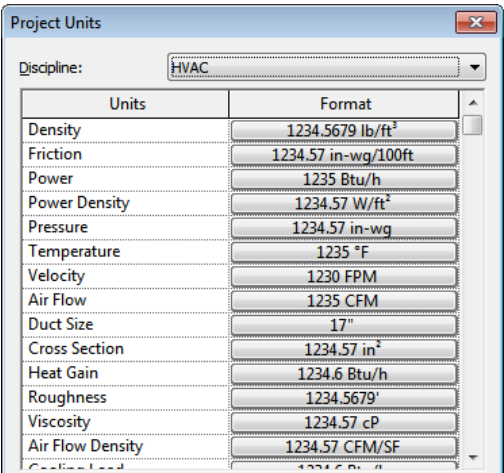 Project Units
Discipline: HVAC
Units Format
Density 1234.5679 lb/ft³
Friction 1234.57 in-wg/100ft
Power 1235 Btu/h
Power Density 1234.57 W/ft²
Pressure 1234.57 in-wg
Temperature 1235 °F
Velocity 1230 FPM
Air Flow 1235 CFM
Duct Size 17"
Cross Section 1234.57 in²
Heat Gain 1234.6 Btu/h
Roughness 1234.5679'
Viscosity 1234.57 cP
Air Flow Density 1234.57 CFM/SF